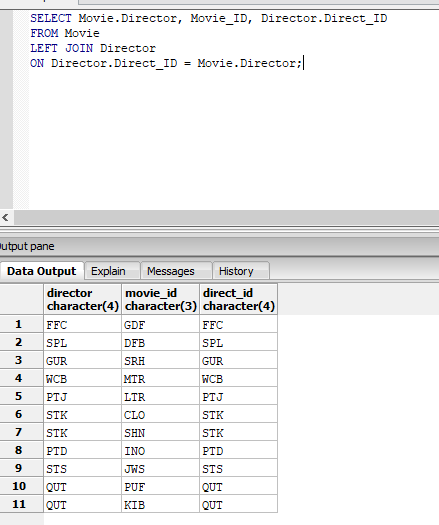 SELECT Movie.Director, Movie_ID, Director.Direct_ID
FROM Movie
LEFT JOIN Director
ON Director.Direct_ID = Movie.Director;
utput pane
Data Output Explain Messages History
director movie_id direct_id
character(4) character(3) character(4)
1 FFC GDF FFC
2 SPL DFB SPL
3 GUR SRH GUR
4 WCB MTR WCB
5 PTJ LTR PTJ
6 STK CLO STK
7 STK SHN STK
8 PTD INO PTD
9 STS JWS STS
10 QUT PUF QUT
11 QUT KIB QUT